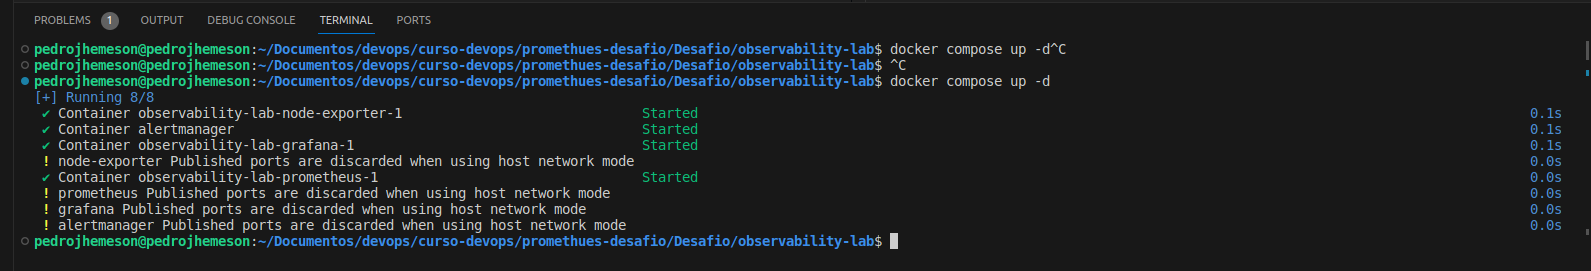 PROBLEMS 1 OUTPUT DEBUG CONSOLE TERMINAL PORTS
pedrojhemeson@pedrojhemeson:~/Documentos/devops/curso-devops/promethues-desafio/Desafio/observability-lab$ docker compose up -d^C
pedrojhemeson@pedrojhemeson:~/Documentos/devops/curso-devops/promethues-desafio/Desafio/observability-lab$ ^C
pedrojhemeson@pedrojhemeson:~/Documentos/devops/curso-devops/promethues-desafio/Desafio/observability-lab$ docker compose up -d
[+] Running 8/8
✔ Container observability-lab-node-exporter-1 Started 0.1s
✔ Container alertmanager Started 0.1s
✔ Container observability-lab-grafana-1 Started 0.1s
! node-exporter Published ports are discarded when using host network mode 0.0s
✔ Container observability-lab-prometheus-1 Started 0.0s
! prometheus Published ports are discarded when using host network mode 0.0s
! grafana Published ports are discarded when using host network mode 0.0s
! alertmanager Published ports are discarded when using host network mode 0.0s
pedrojhemeson@pedrojhemeson:~/Documentos/devops/curso-devops/promethues-desafio/Desafio/observability-lab$